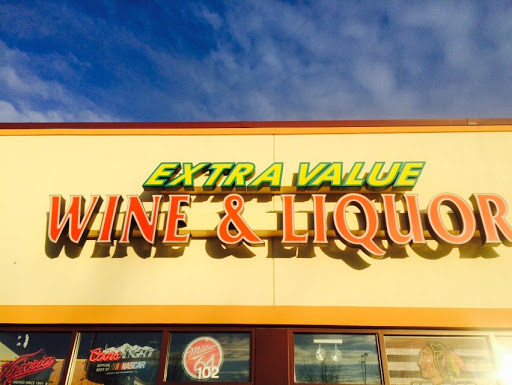 EXTRA VALUE
WINE & LIQUOR
Coors LIGHT
NASCAR
Miller
64
102